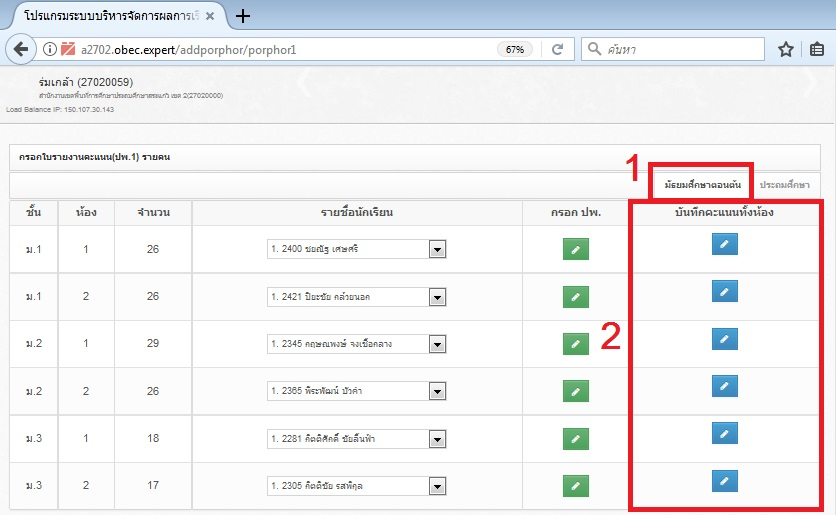 โปรแกรมระบบบริหารจัดการผลการเรี
a2702.obec.expert/addporphor/porphor1
67%
ค้นหา
ร่มเกล้า (27020059)
สำนักงานเขตพื้นที่การศึกษาประถมศึกษาสระแก้ว เขต 2(27020000)
Load Balance IP: 150.107.30.143
กรอกใบรายงานคะแนน(ปพ.1) รายคน
1 มัธยมศึกษาตอนต้น ประถมศึกษา
ชั้น ห้อง จำนวน รายชื่อนักเรียน กรอก ปพ. บันทึกคะแนนทั้งห้อง
ม.1 1 26 1. 2400 ชยณัฐ เศษศรี
ม.1 2 26 1. 2421 ปิยะชัย คล้วยนอค
2
ม.2 1 29 1. 2345 คฤษณพงษ์ จงเชื่อกลาง
ม.2 2 26 1. 2365 พีระพัฒน์ บัวคำ
ม.3 1 18 1. 2281 กิตติศักดิ์ ชัยลิ้นฟ้า
ม.3 2 17 1. 2305 กิตติชัย รสพิกุล